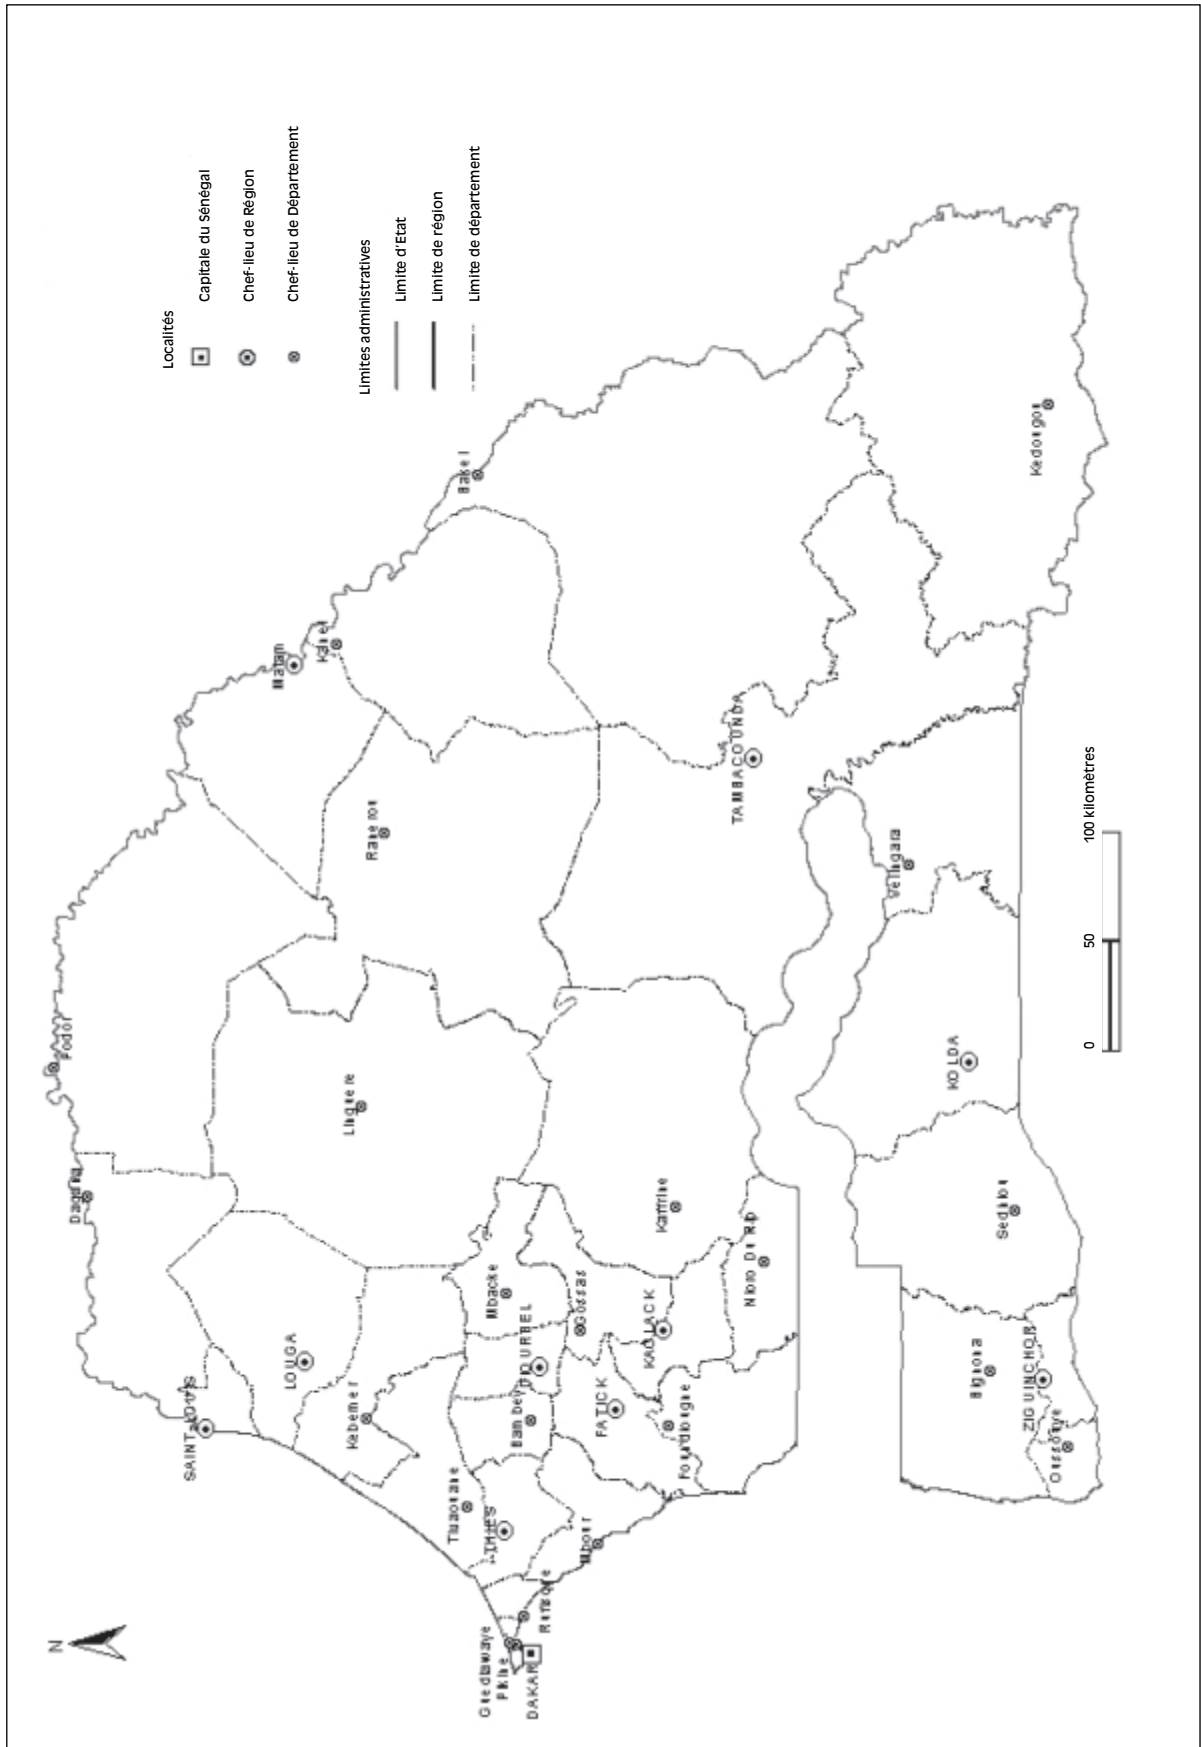 N
Localités
Capitale du Sénégal
Chef-lieu de Région
Chef-lieu de Département
Limites administratives
Limite d'Etat
Limite de région
Limite de département
Podor
Dagana
SAINT-LOUIS
Matam
Kanel
LOUGA
Linguere
Ranerou
Kebemer
Bakel
Tivaouane
THIES
Mbacke
DIOURBEL
Bambey
Guediawaye
Pikine
DAKAR
Rufisque
Mbour
Gossas
FATICK
KAOLACK
Kaffrine
Foundiougne
Nioro Du Rip
TAMBACOUNDA
Velingara
KOLDA
Sedhiou
Bignona
ZIGUINCHOR
Oussouye
Kedougou
0
50
100 kilomètres